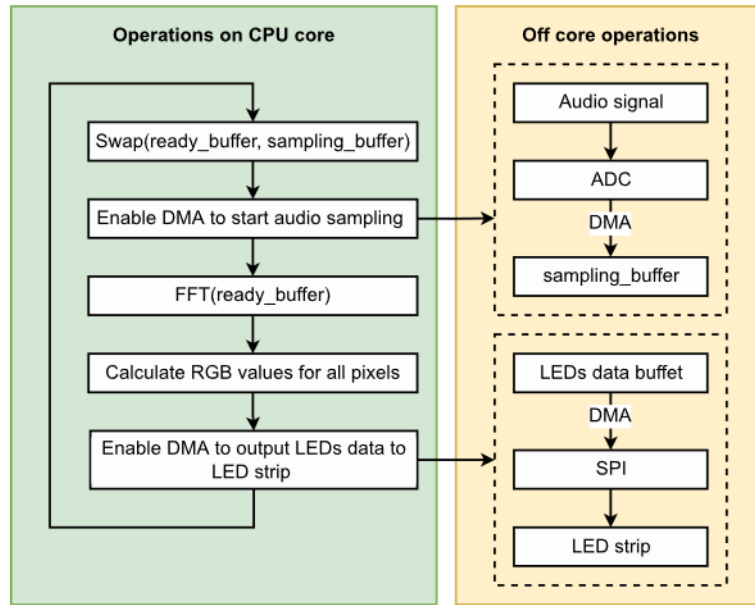 Operations on CPU core
Swap(ready_buffer, sampling_buffer)
Enable DMA to start audio sampling
FFT(ready_buffer)
Calculate RGB values for all pixels
Enable DMA to output LEDs data to
LED strip
Off core operations
Audio signal
ADC
DMA
sampling_buffer
LEDs data buffet
DMA
SPI
LED strip